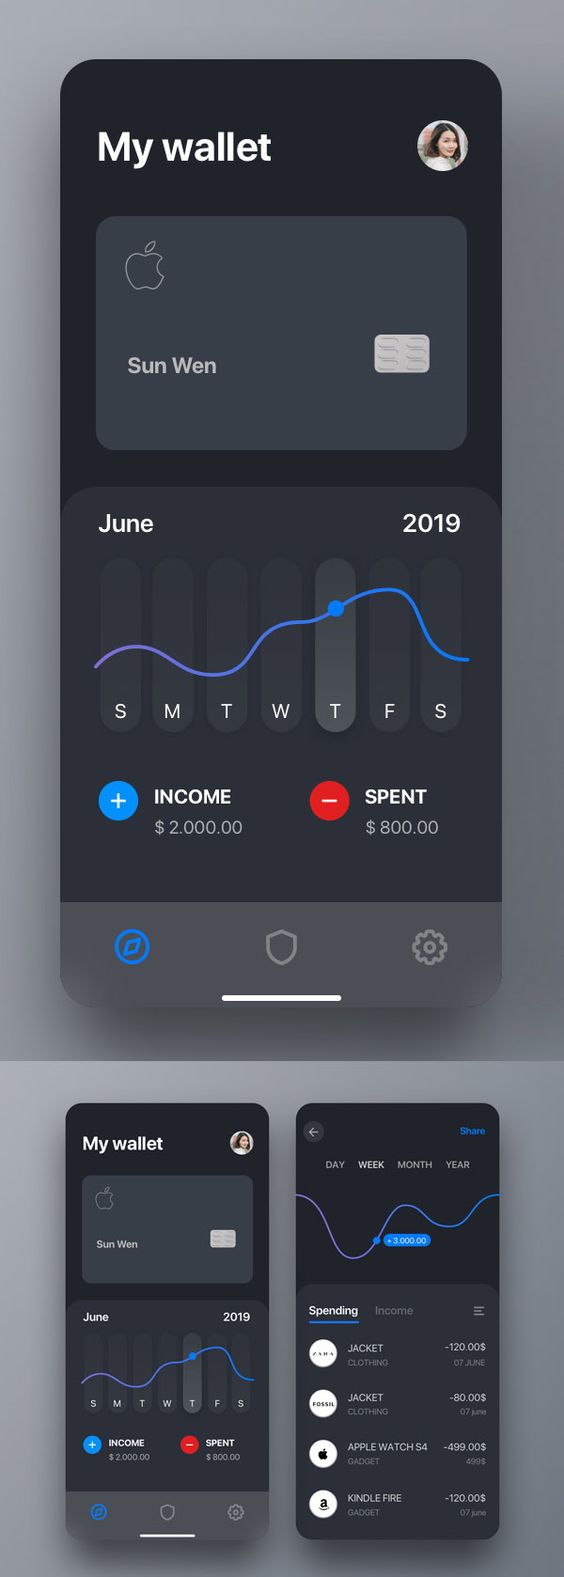 My wallet
Sun Wen
June 2019
S M T W T F S
INCOME SPENT
$ 2.000.00 $ 800.00
My wallet
Sun Wen
June 2019
S M T W T F S
INCOME SPENT
$ 2.000.00 $ 800.00
Share
DAY WEEK MONTH YEAR
+ 3.000.00
Spending Income
ZARA JACKET -120.00$
CLOTHING 07 JUNE
FOSSIL JACKET -80.00$
CLOTHING 07 june
APPLE WATCH S4 -499.00$
GADGET 499$
a KINDLE FIRE -120.00$
GADGET 07 june